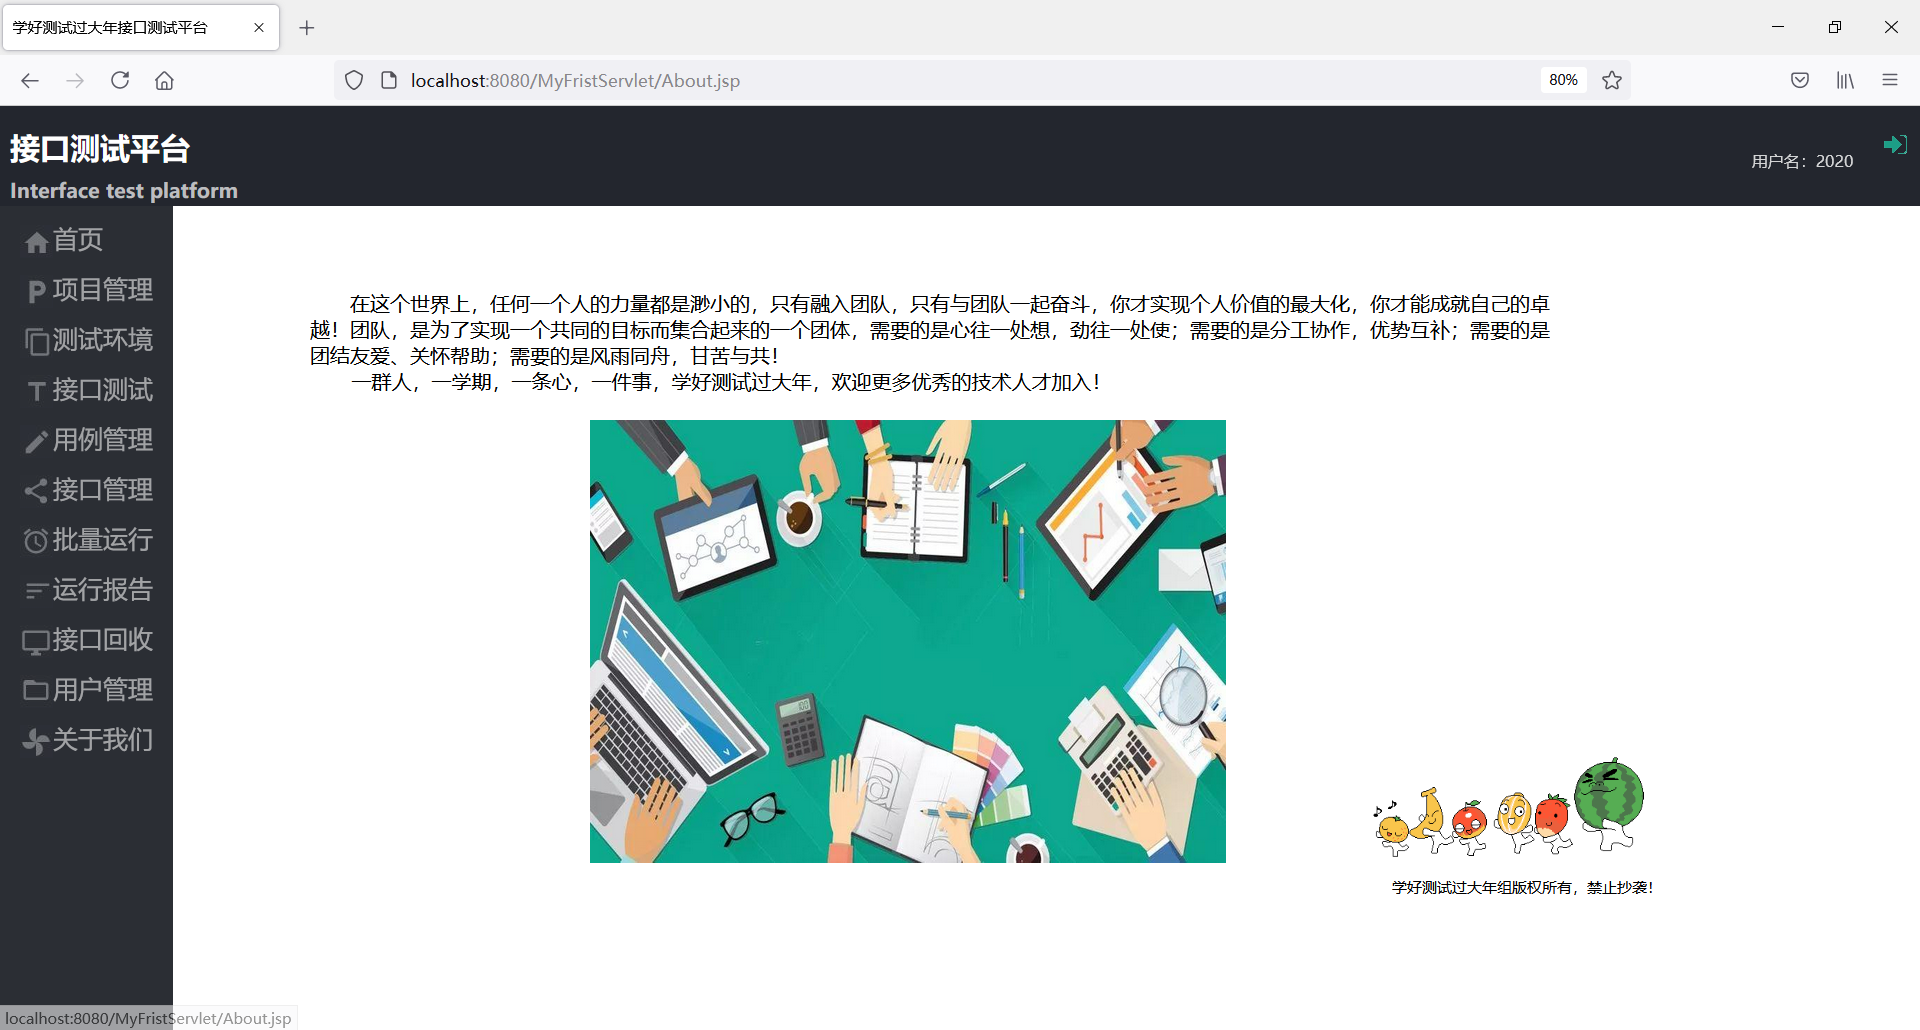 学好测试过大年接口测试平台
localhost:8080/MyFristServlet/About.jsp
80%
接口测试平台
Interface test platform
用户名：2020
首页
项目管理
测试环境
接口测试
用例管理
接口管理
批量运行
运行报告
接口回收
用户管理
关于我们
在这个世界上，任何一个人的力量都是渺小的，只有融入团队，只有与团队一起奋斗，你才实现个人价值的最大化，你才能成就自己的卓
越！团队，是为了实现一个共同的目标而集合起来的一个团体，需要的是心往一处想，劲往一处使；需要的是分工协作，优势互补；需要的是
团结友爱、关怀帮助；需要的是风雨同舟，甘苦与共！
一群人，一学期，一条心，一件事，学好测试过大年，欢迎更多优秀的技术人才加入！
学好测试过大年组版权所有，禁止抄袭！
localhost:8080/MyFristServlet/About.jsp